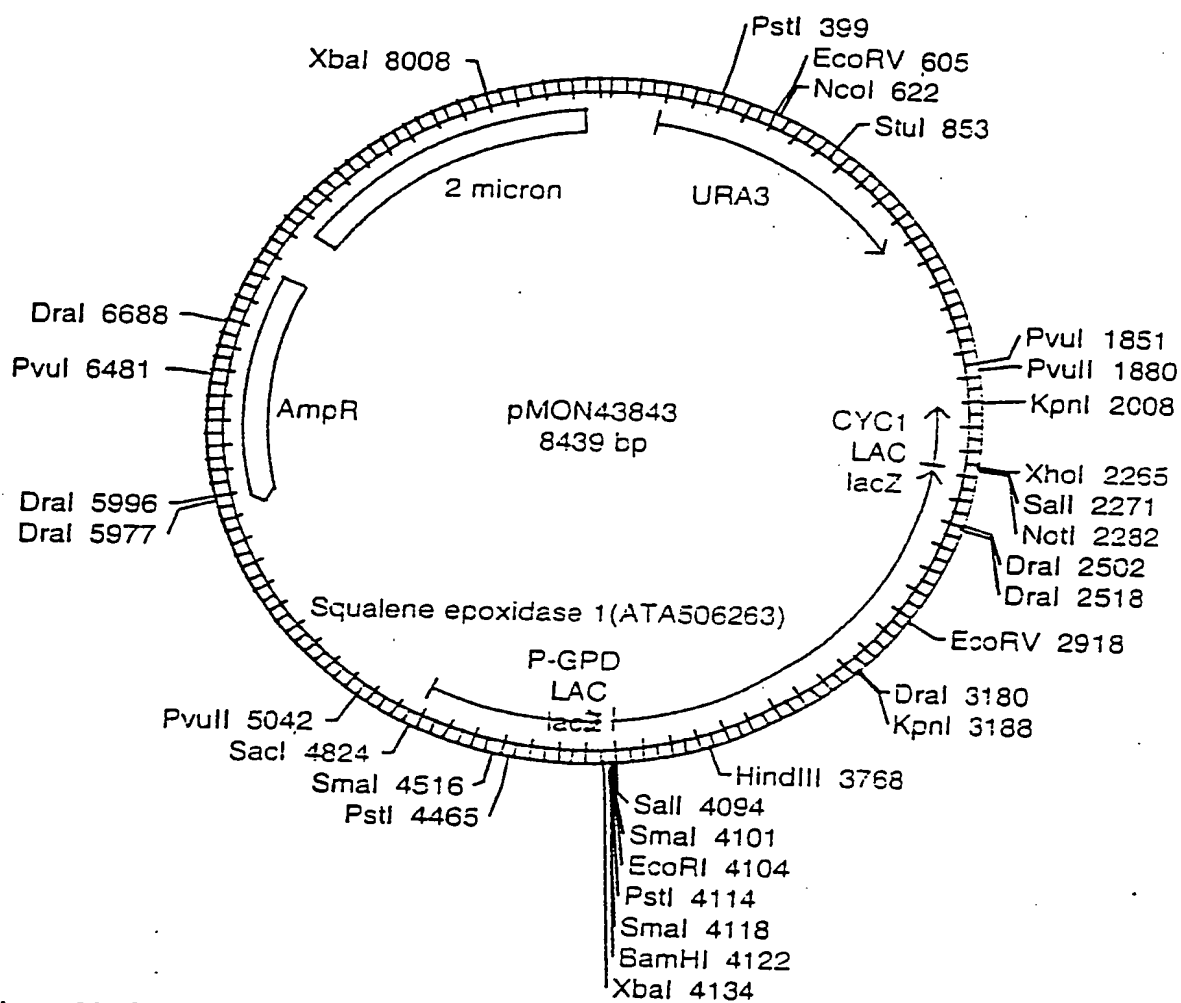 PstI 399
EcoRV 605
NcoI 622
StuI 853
XbaI 8008
2 micron
URA3
DraI 6688
PvuI 6481
AmpR
pMON43843
8439 bp
PvuI 1851
PvuII 1880
KpnI 2008
CYC1
LAC
lacZ
XhoI 2265
SalI 2271
NotI 2282
DraI 2502
DraI 2518
DraI 5996
DraI 5977
Squalene epoxidase 1(ATA506263)
EcoRV 2918
P-GPD
LAC
lacZ
DraI 3180
KpnI 3188
PvuII 5042
SacI 4824
SmaI 4516
PstI 4465
HindIII 3768
SalI 4094
SmaI 4101
EcoRI 4104
PstI 4114
SmaI 4118
BamHI 4122
XbaI 4134